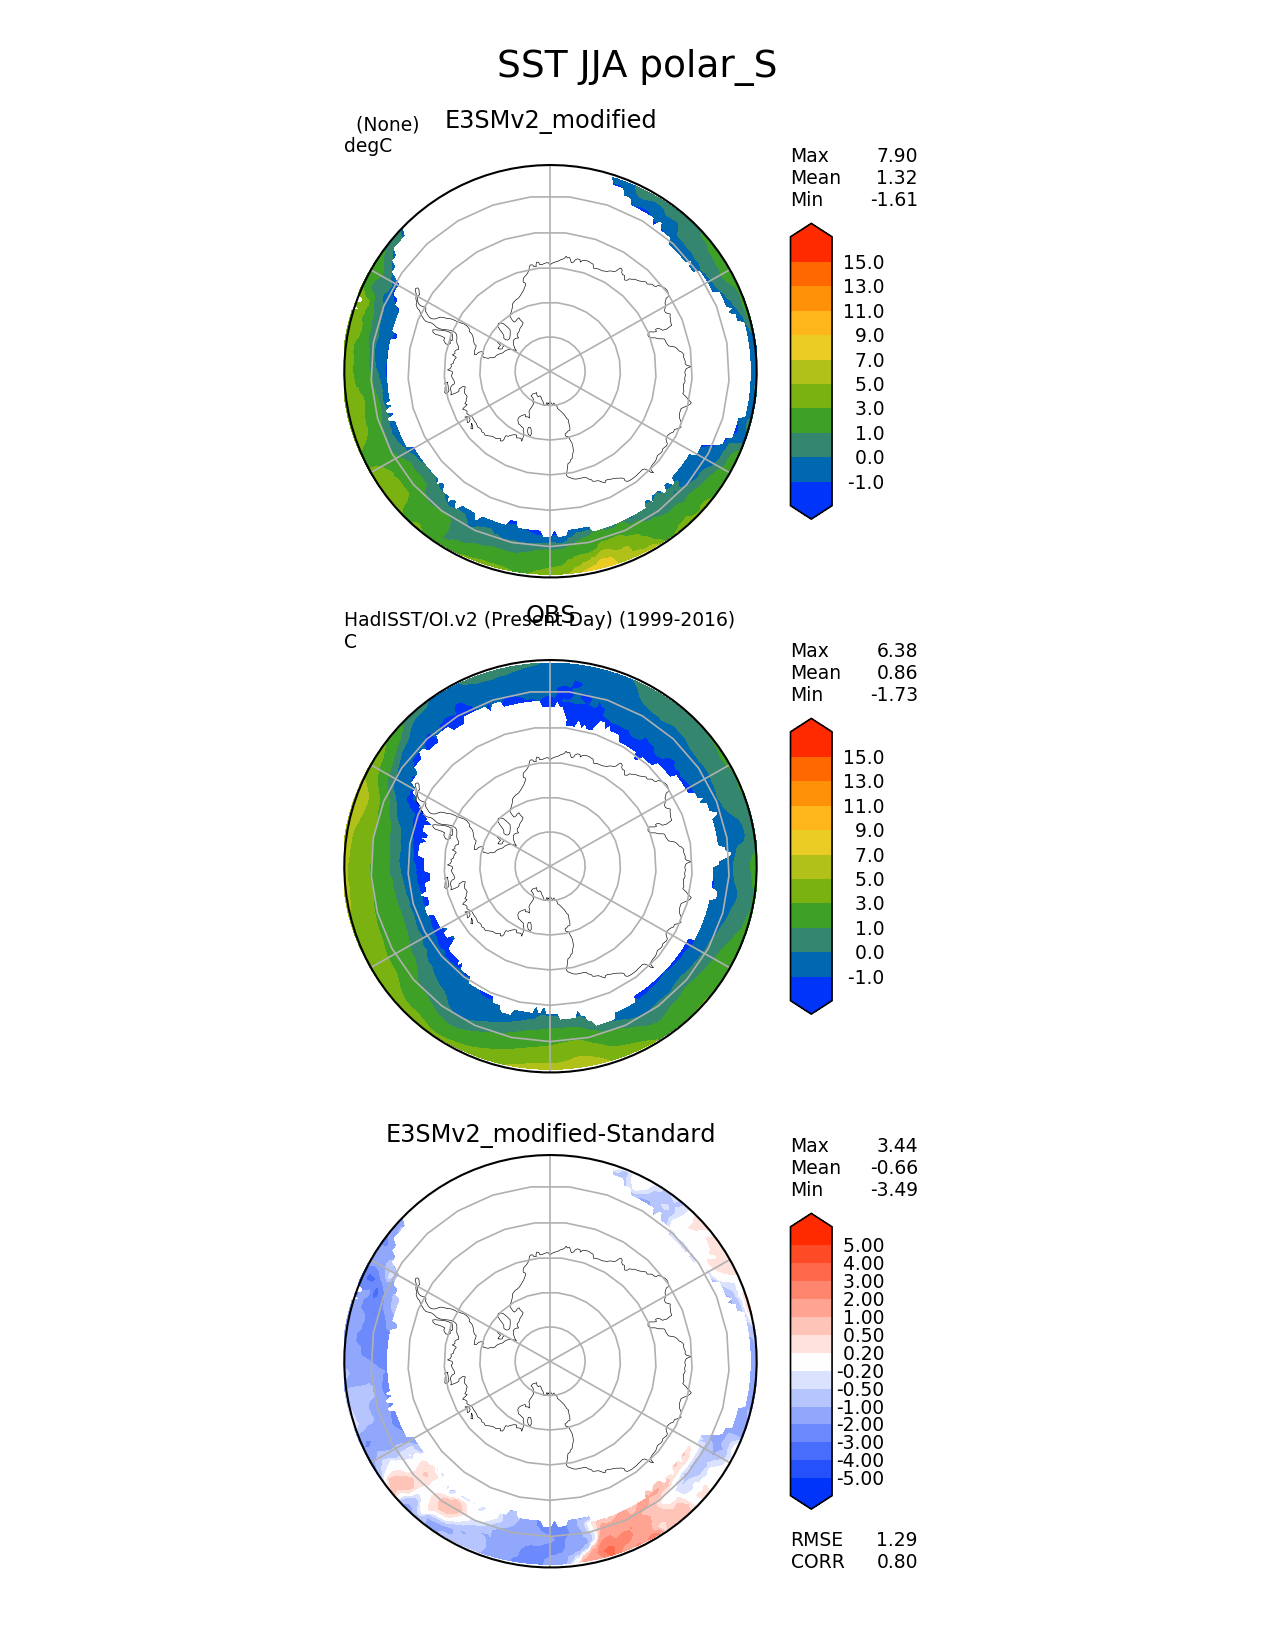 SST JJA polar_S
(None)
E3SMv2_modified
degC
Max 7.90
Mean 1.32
Min -1.61
15.0
13.0
11.0
9.0
7.0
5.0
3.0
1.0
0.0
-1.0
OBS
HadISST/OI.v2 (Present Day) (1999-2016)
C
Max 6.38
Mean 0.86
Min -1.73
15.0
13.0
11.0
9.0
7.0
5.0
3.0
1.0
0.0
-1.0
E3SMv2_modified-Standard
Max 3.44
Mean -0.66
Min -3.49
5.00
4.00
3.00
2.00
1.00
0.50
0.20
-0.20
-0.50
-1.00
-2.00
-3.00
-4.00
-5.00
RMSE 1.29
CORR 0.80